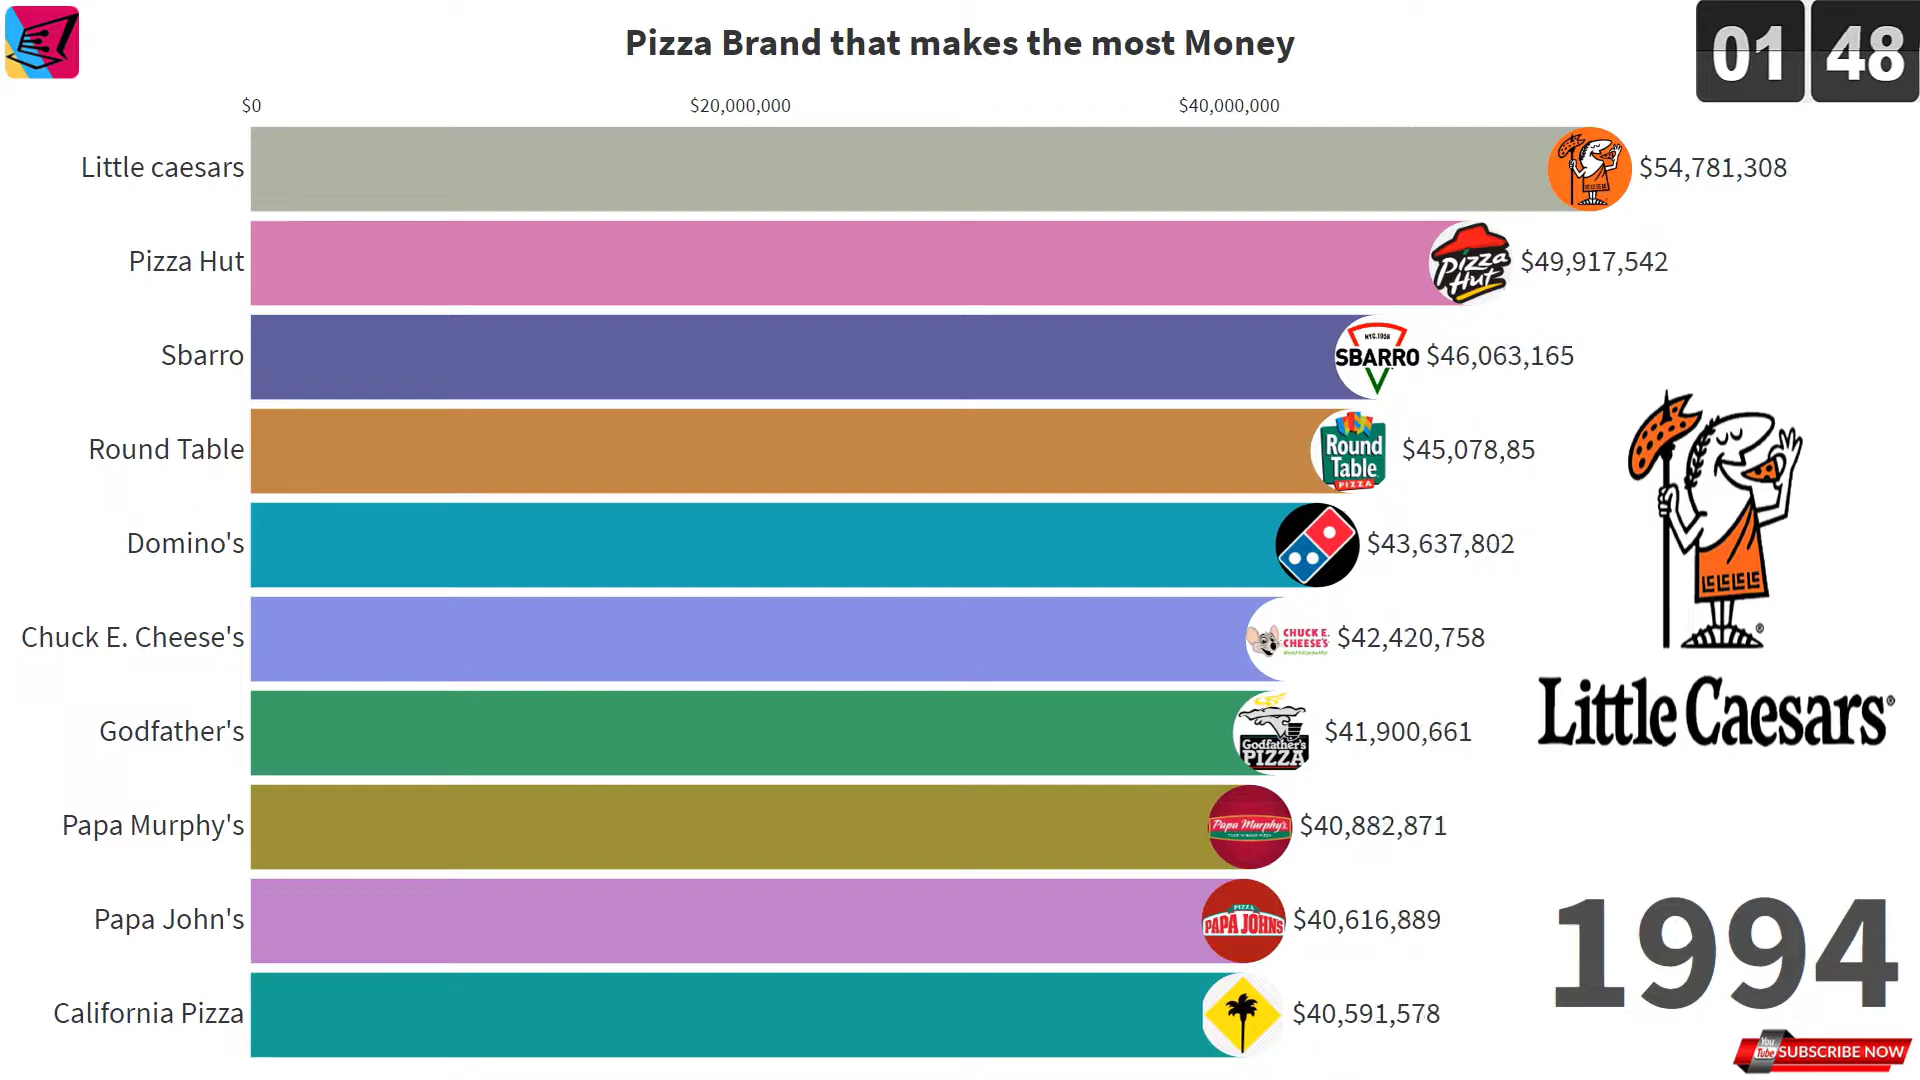 Pizza Brand that makes the most Money
01 48
$0 $20,000,000 $40,000,000
Little caesars $54,781,308
Pizza Hut Pizza Hut $49,917,542
Sbarro NYC.1956 SBARRO $46,063,165
Round Table Round Table PIZZA $45,078,85
Domino's $43,637,802
Chuck E. Cheese's CHUCK E. CHEESE'S $42,420,758
Godfather's Godfather's PIZZA $41,900,661
Papa Murphy's Papa Murphy's $40,882,871
Papa John's PIZZA PAPA JOHNS $40,616,889
California Pizza $40,591,578
Little Caesars®
1994
You Tube SUBSCRIBE NOW